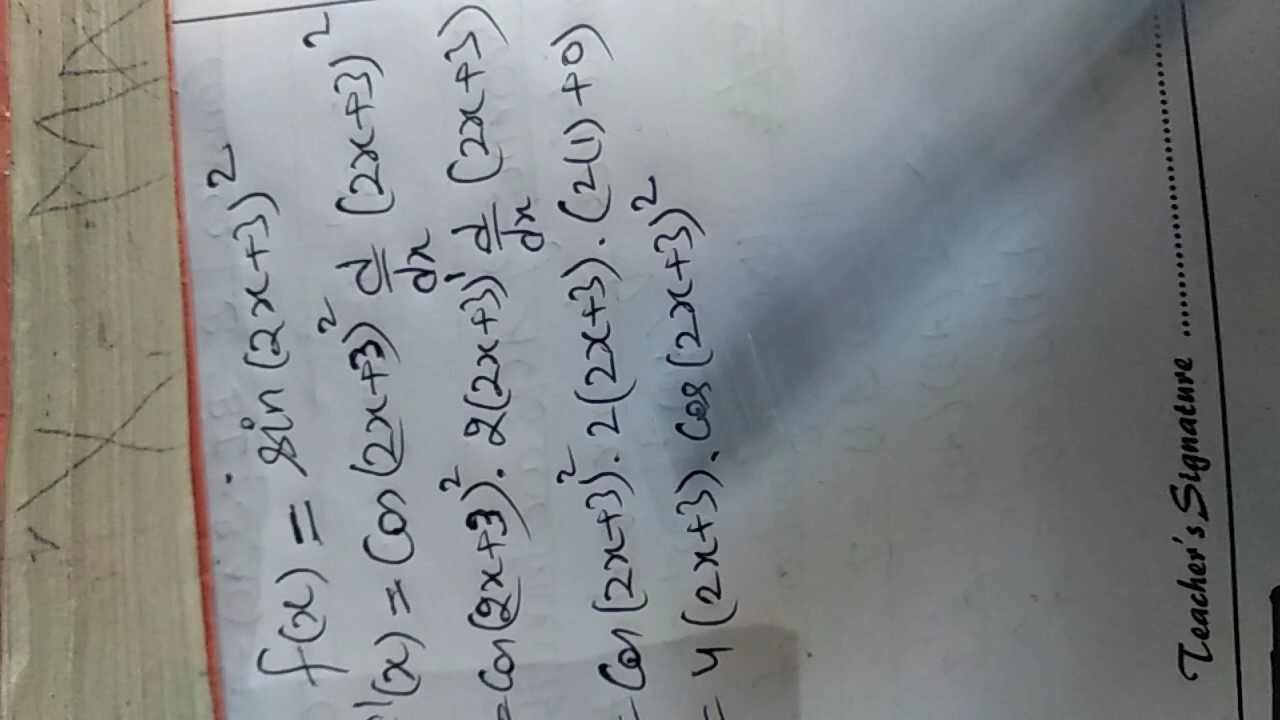 f(x) = sin(2x+3)²
'(x) = Cos(2x+3)² d/dx (2x+3)²
= Cos(2x+3)². 2(2x+3)¹ d/dx (2x+3)
= Cos(2x+3)². 2(2x+3). (2(1)+0)
= 4(2x+3). Cos(2x+3)²
Teacher's Signature ..............................